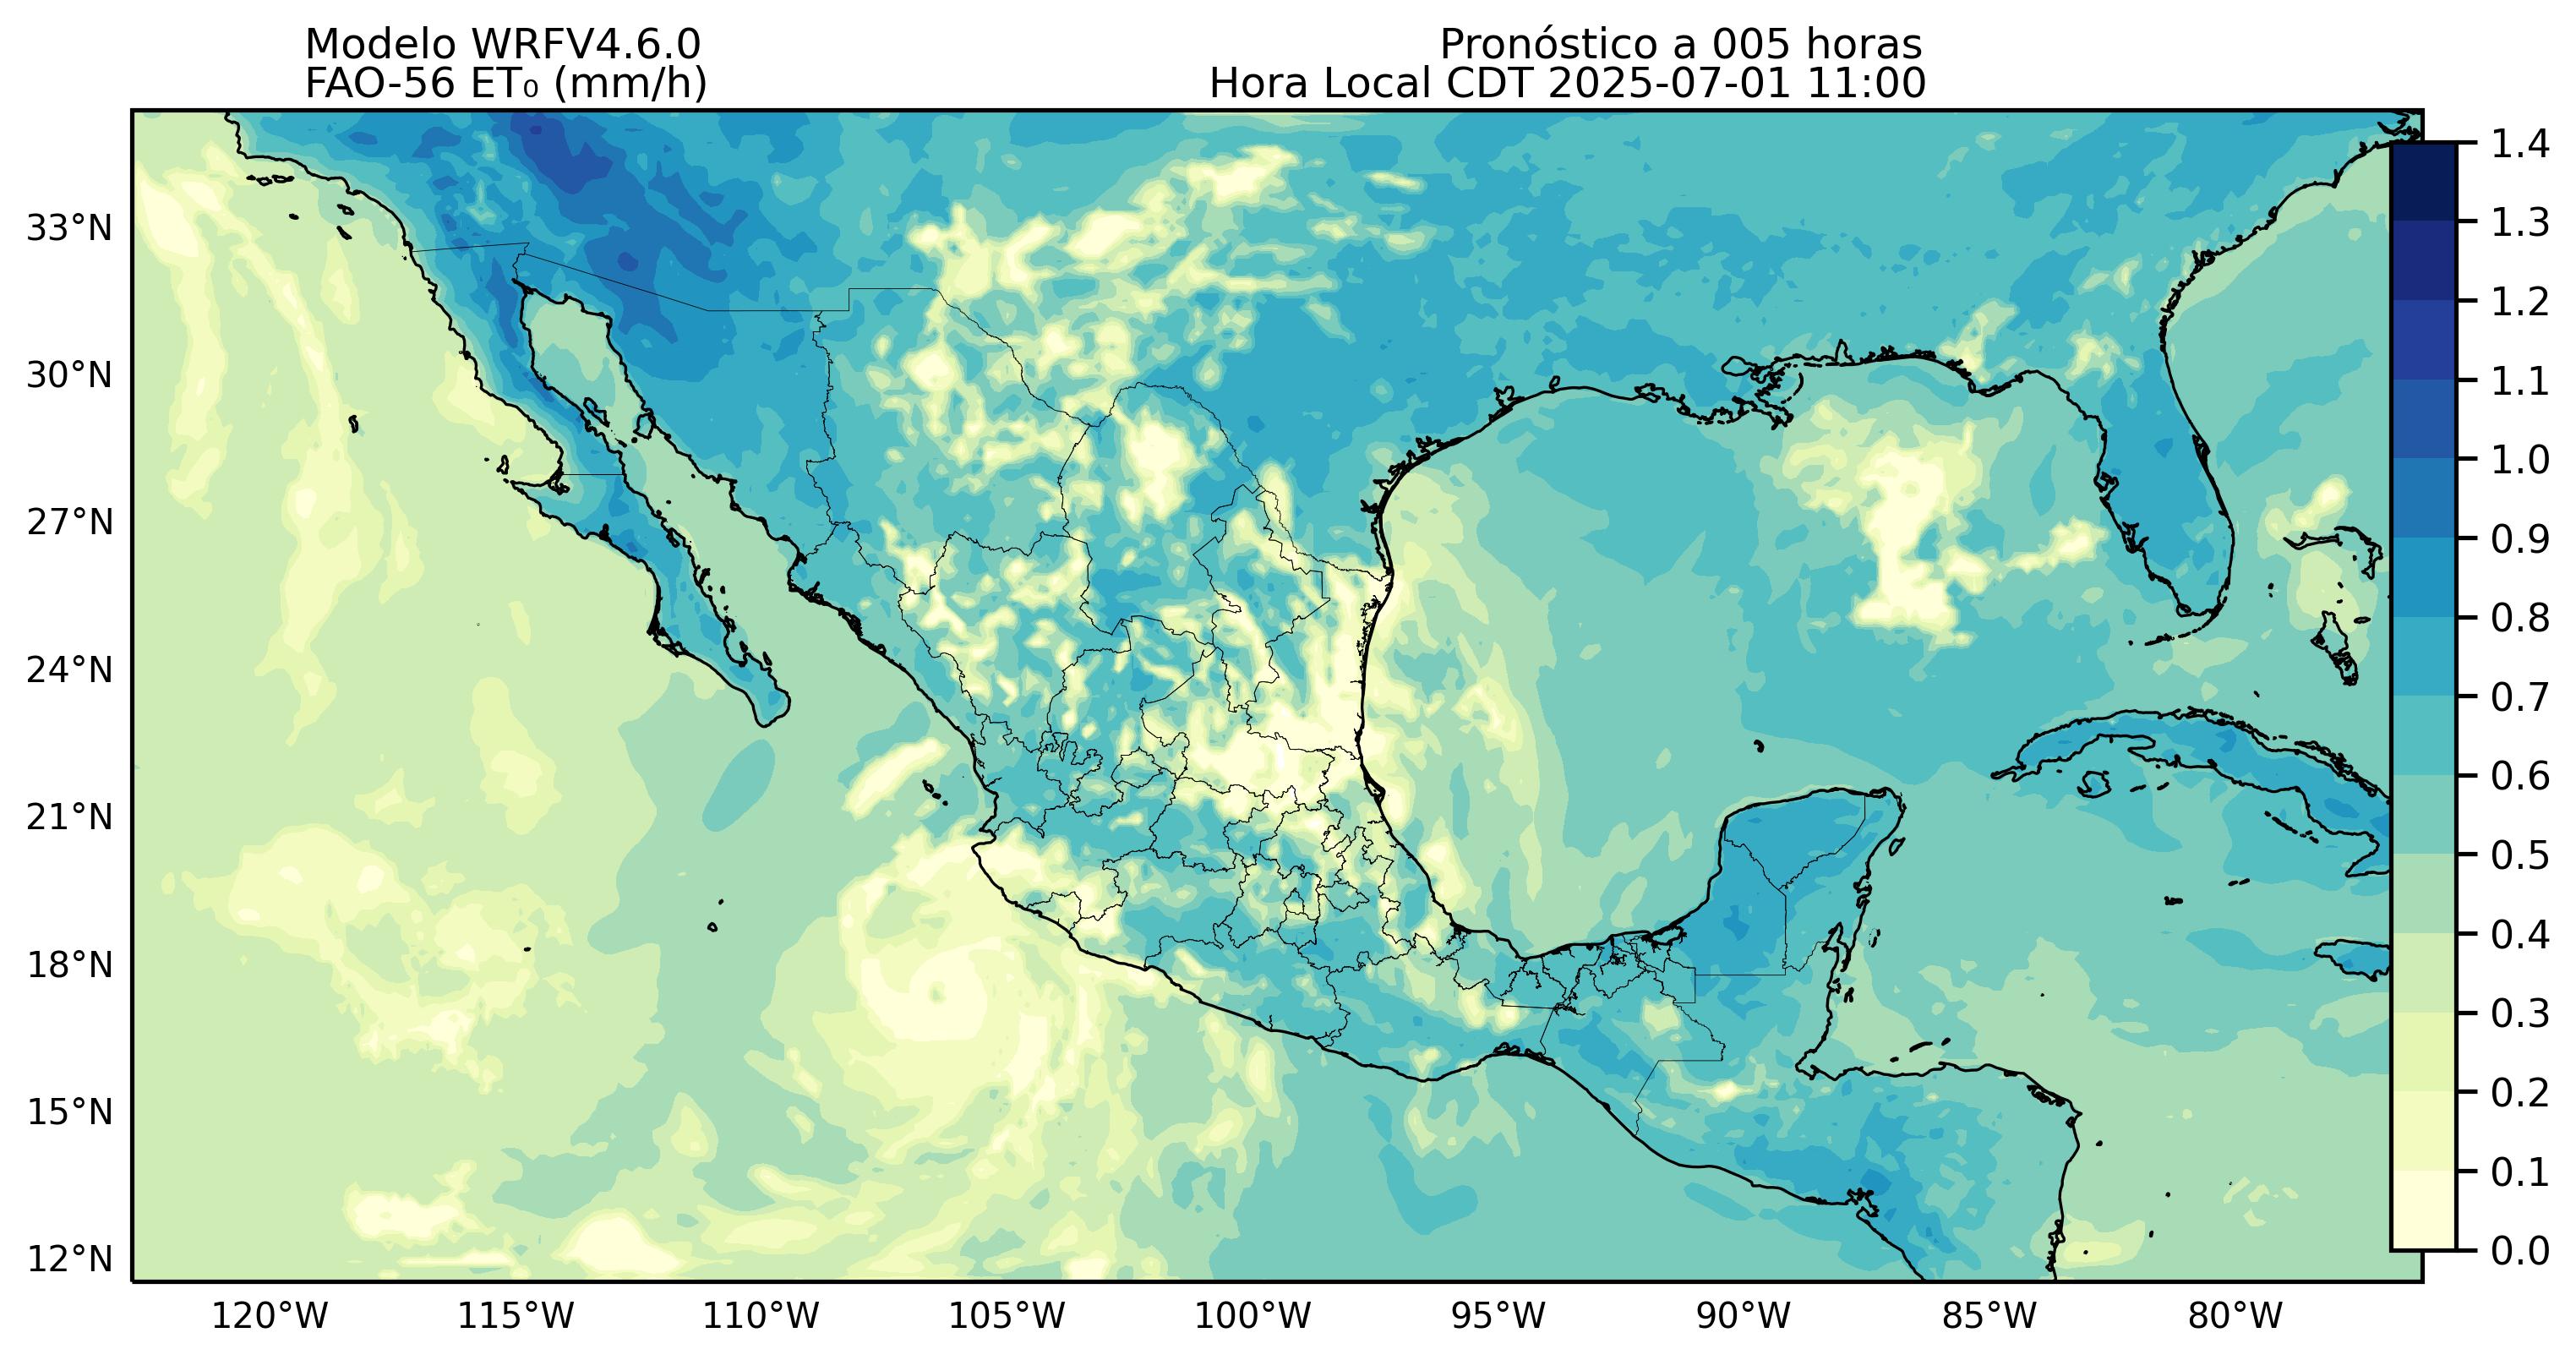 Modelo WRFV4.6.0
FAO-56 ET₀ (mm/h)
Pronóstico a 005 horas
Hora Local CDT 2025-07-01 11:00
33°N
30°N
27°N
24°N
21°N
18°N
15°N
12°N
120°W
115°W
110°W
105°W
100°W
95°W
90°W
85°W
80°W
1.4
1.3
1.2
1.1
1.0
0.9
0.8
0.7
0.6
0.5
0.4
0.3
0.2
0.1
0.0